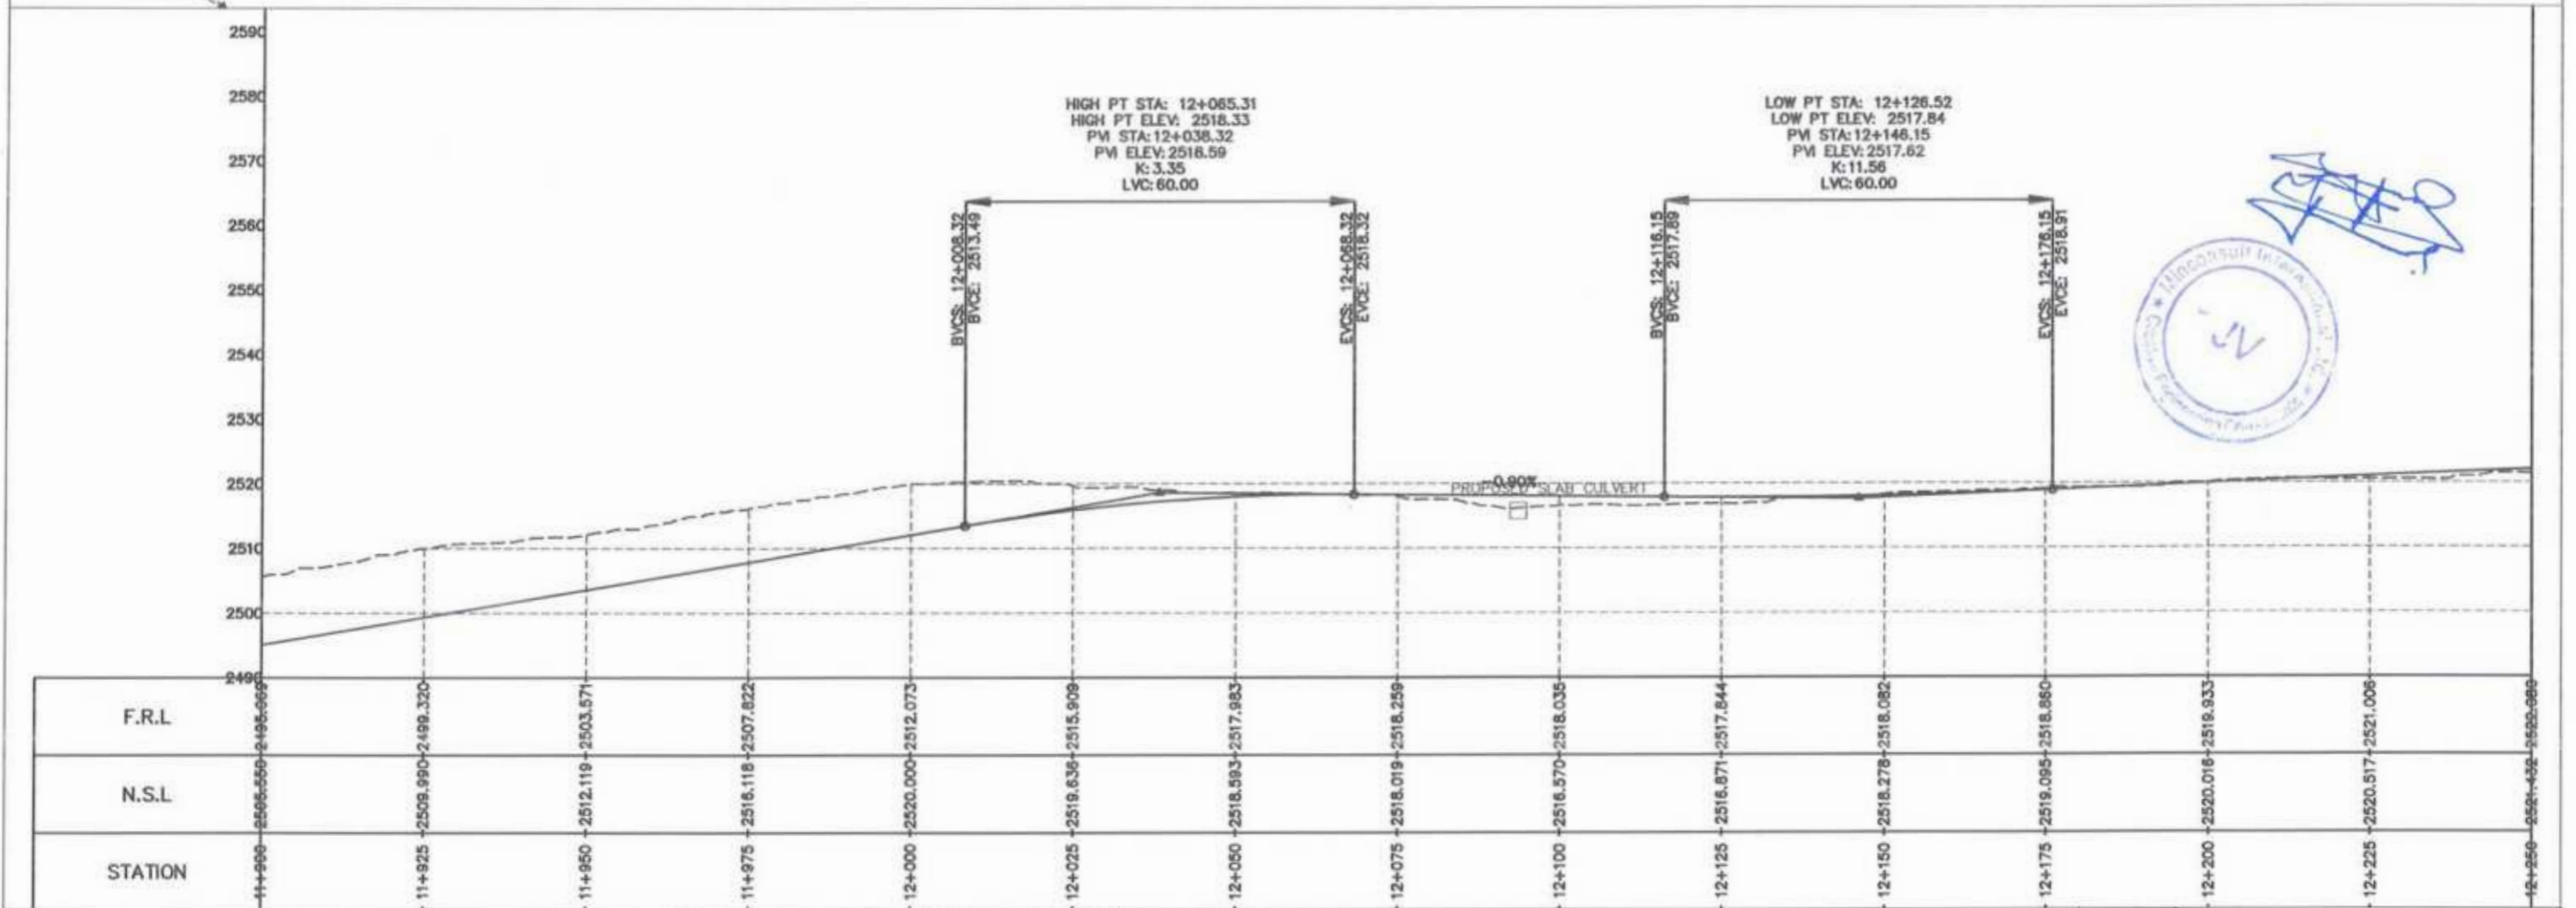 2590
2580
2570
2560
2550
2540
2530
2520
2510
2500
2490
HIGH PT STA: 12+065.31
HIGH PT ELEV: 2518.33
PVI STA:12+038.32
PVI ELEV:2518.59
K:3.35
LVC:60.00
LOW PT STA: 12+126.52
LOW PT ELEV: 2517.84
PVI STA:12+146.15
PVI ELEV:2517.62
K:11.56
LVC:60.00
BVCS: 12+008.32
BVCE: 2513.49
EVCS: 12+068.32
EVCE: 2518.32
BVCS: 12+116.15
BVCE: 2517.89
EVCS: 12+176.15
EVCE: 2518.91
-0.90%
PROPOSED SLAB CULVERT
JV
F.R.L 2495.069 2499.320 2503.571 2507.822 2512.073 2515.909 2517.983 2518.259 2518.035 2517.844 2518.082 2518.860 2519.933 2521.006
N.S.L 2509.990 2512.119 2516.118 2520.000 2519.636 2518.593 2518.019 2516.570 2516.871 2518.278 2519.095 2520.016 2520.517 2521.432
STATION 11+900 11+925 11+950 11+975 12+000 12+025 12+050 12+075 12+100 12+125 12+150 12+175 12+200 12+225 12+250